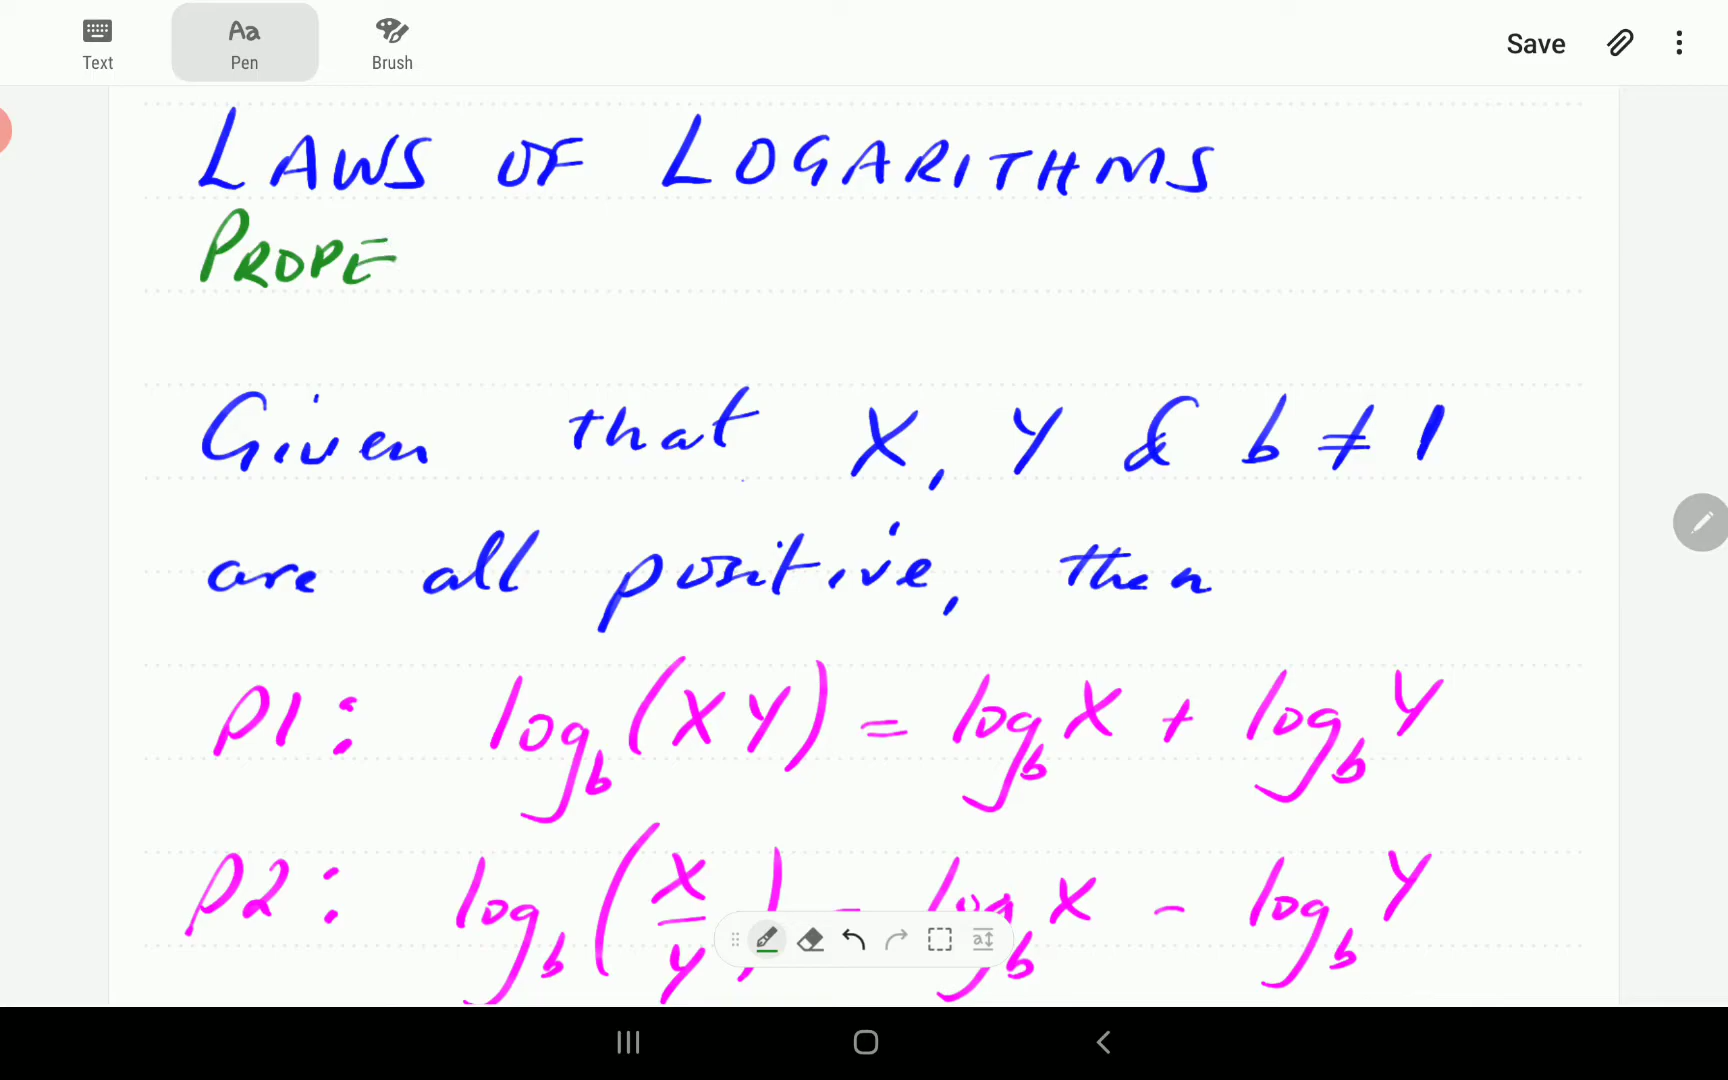 Text Pen Brush Save
LAWS OF LOGARITHMS
PROPE
Given that X, Y & b ≠ 1
are all positive, then
P1: log_b (XY) = log_b X + log_b Y
P2: log_b (X/Y) = log_b X - log_b Y